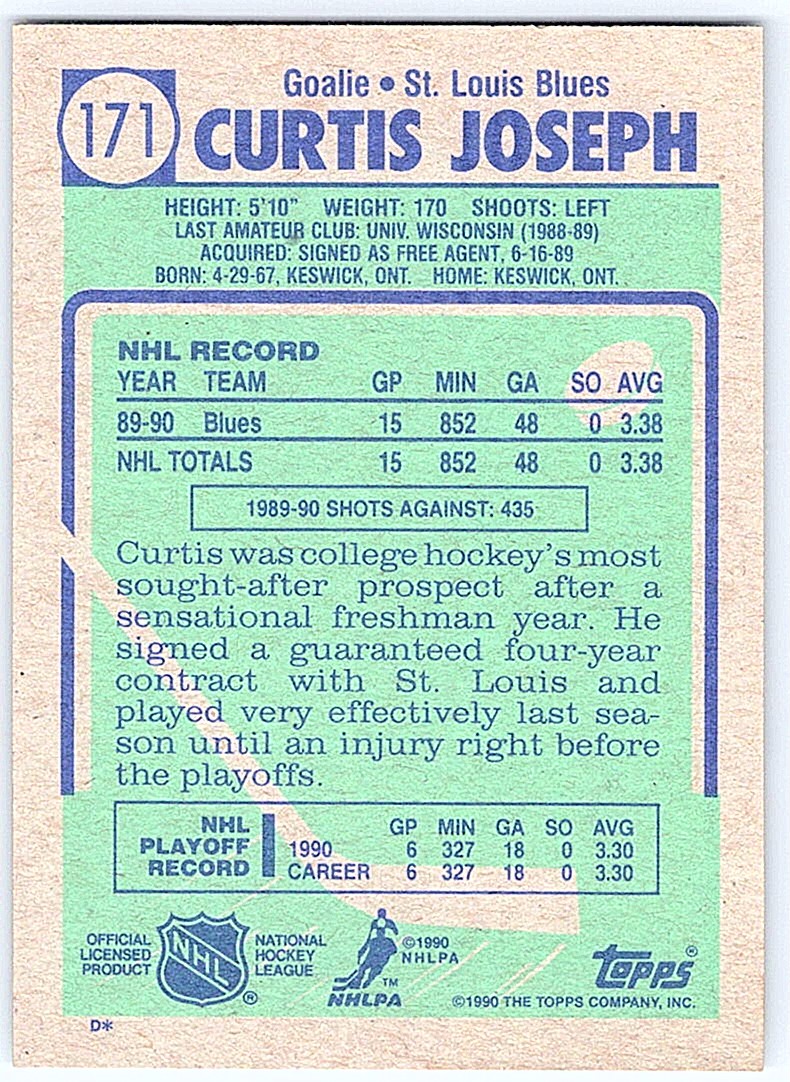 171
Goalie • St. Louis Blues
CURTIS JOSEPH
HEIGHT: 5'10" WEIGHT: 170 SHOOTS: LEFT
LAST AMATEUR CLUB: UNIV. WISCONSIN (1988-89)
ACQUIRED: SIGNED AS FREE AGENT, 6-16-89
BORN: 4-29-67, KESWICK, ONT. HOME: KESWICK, ONT.
NHL RECORD
YEAR TEAM GP MIN GA SO AVG
89-90 Blues 15 852 48 0 3.38
NHL TOTALS 15 852 48 0 3.38
1989-90 SHOTS AGAINST: 435
Curtis was college hockey's most
sought-after prospect after a
sensational freshman year. He
signed a guaranteed four-year
contract with St. Louis and
played very effectively last sea-
son until an injury right before
the playoffs.
NHL PLAYOFF RECORD
GP MIN GA SO AVG
1990 6 327 18 0 3.30
CAREER 6 327 18 0 3.30
OFFICIAL
LICENSED
PRODUCT
NHL
®
NATIONAL
HOCKEY
LEAGUE
™
NHLPA
©1990
NHLPA
topps®
©1990 THE TOPPS COMPANY, INC.
D*